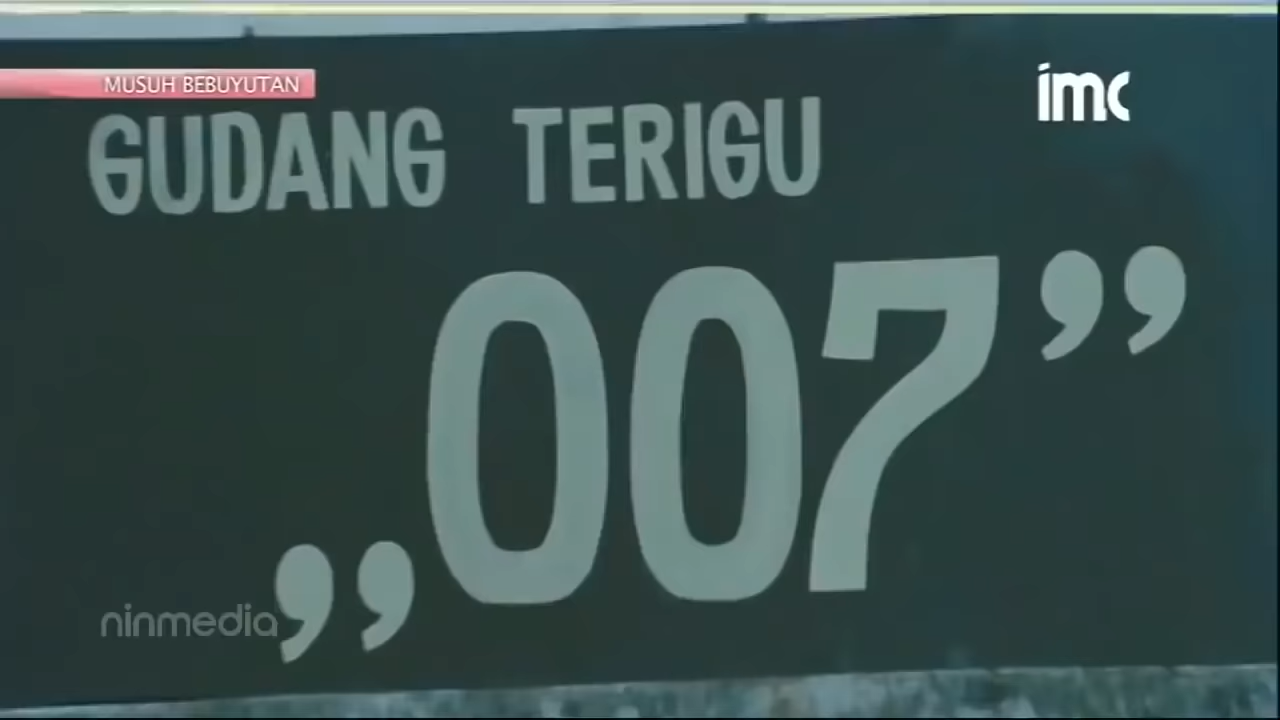 MUSUH BEBUYUTAN
imc
GUDANG TERIGU
„007”
ninmedia